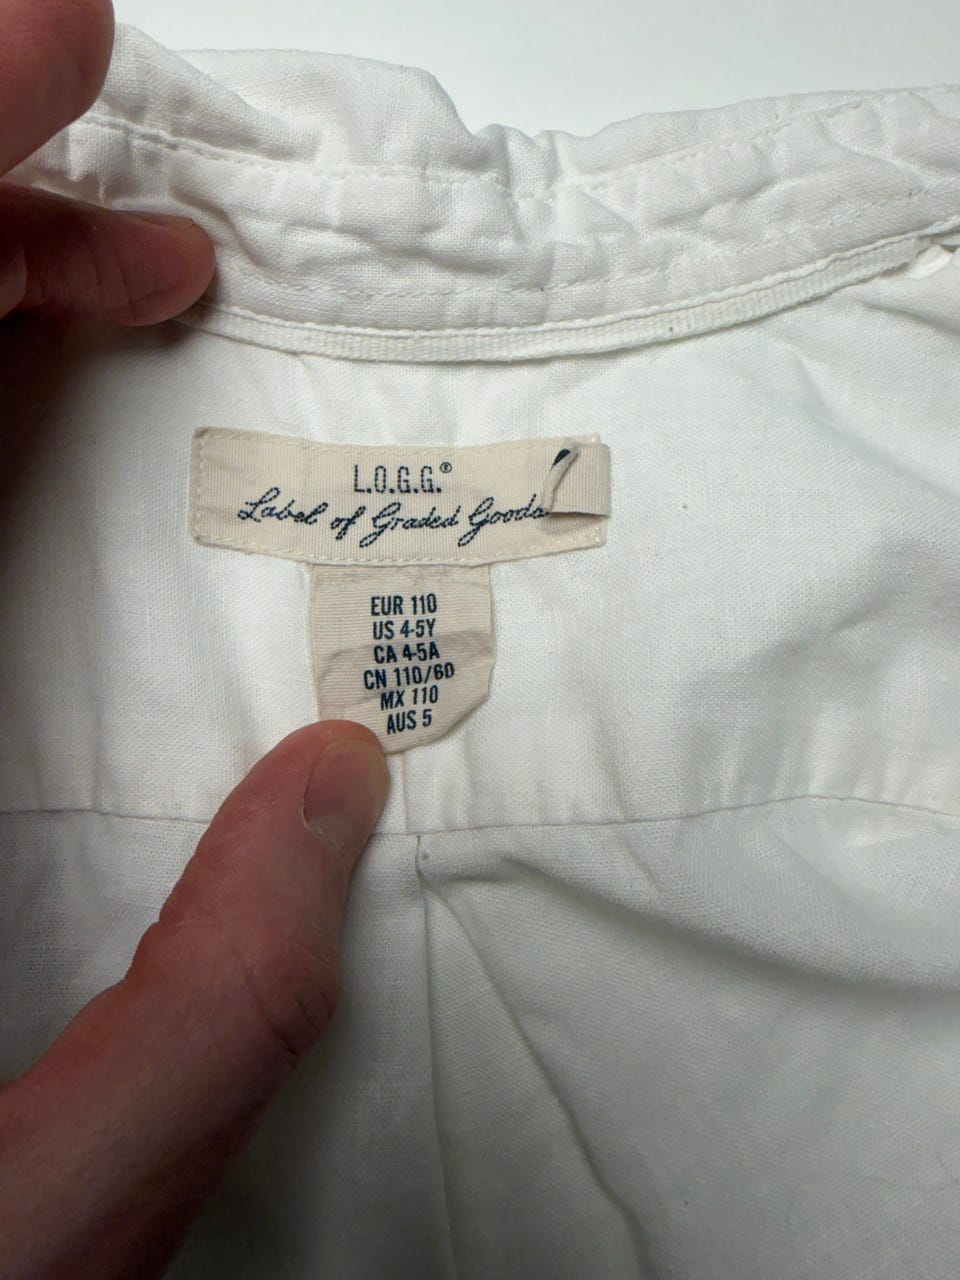 L.O.G.G.®
Label of Graded Goods
EUR 110
US 4-5Y
CA 4-5A
CN 110/60
MX 110
AUS 5